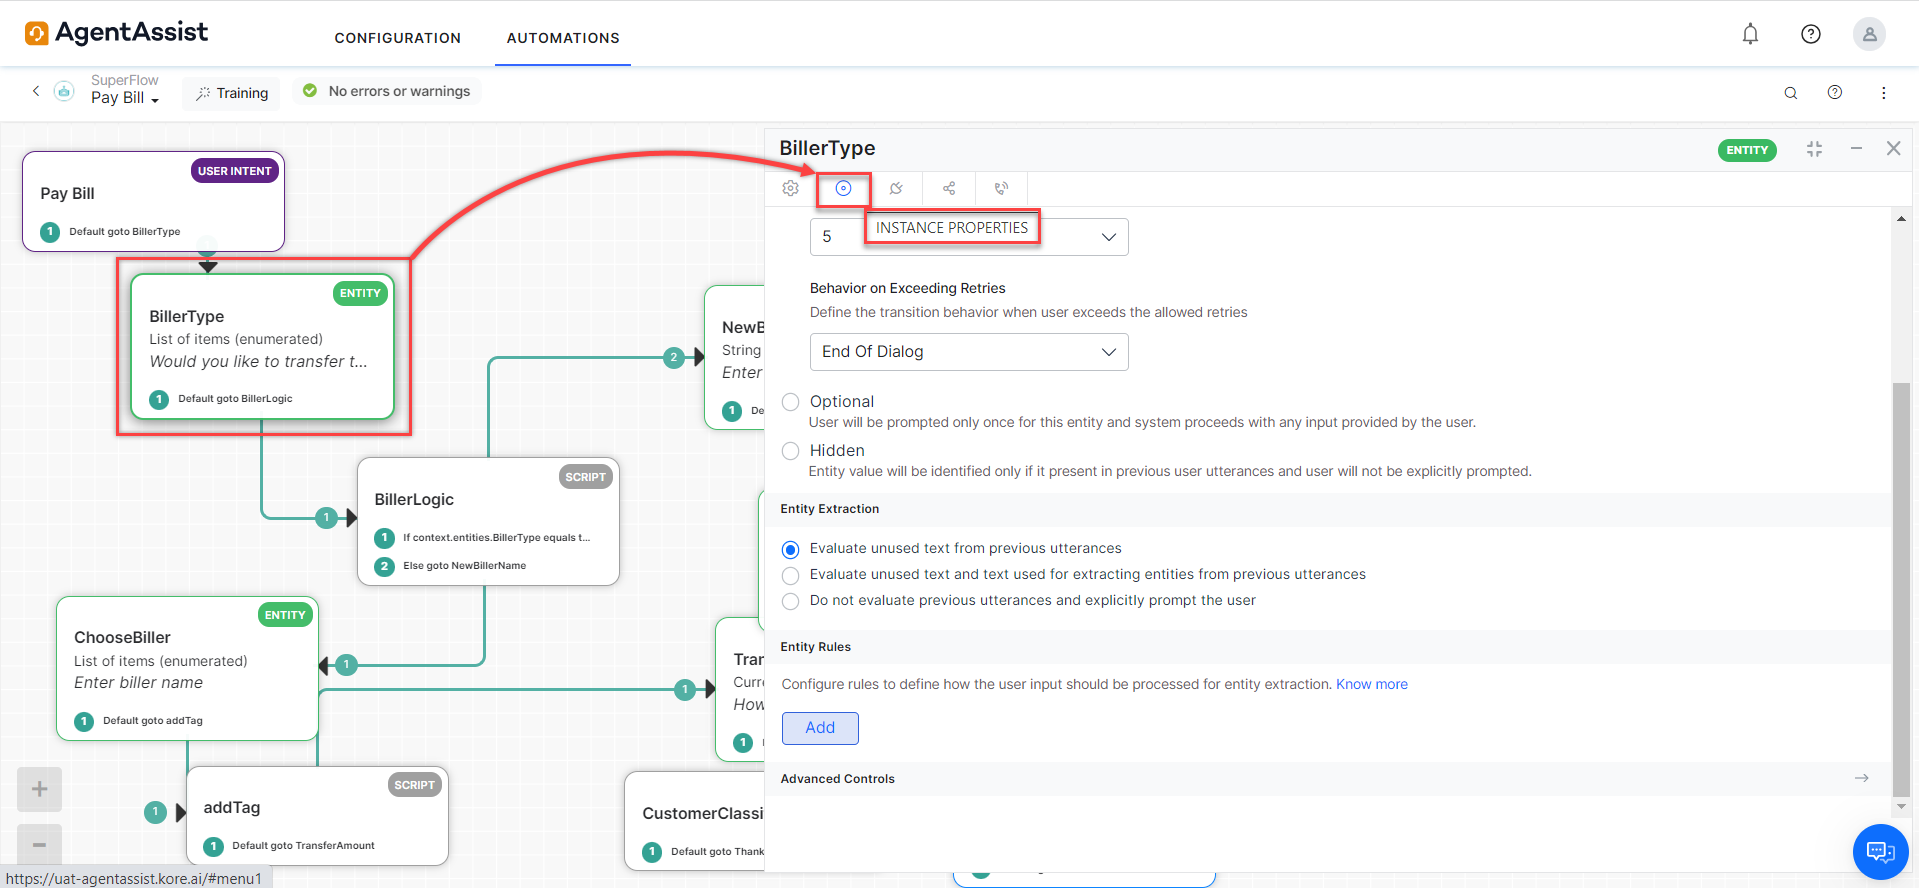 AgentAssist
CONFIGURATION
AUTOMATIONS
SuperFlow
Pay Bill
Training
No errors or warnings
USER INTENT
Pay Bill
1 Default goto BillerType
ENTITY
BillerType
List of items (enumerated)
Would you like to transfer t...
1 Default goto BillerLogic
2
1
SCRIPT
BillerLogic
1 If context.entities.BillerType equals t...
2 Else goto NewBillerName
ENTITY
ChooseBiller
List of items (enumerated)
Enter biller name
1 Default goto addTag
1
1
SCRIPT
addTag
1 Default goto TransferAmount
1
NewB
String
Enter
1 De
Tran
Curre
How
1
CustomerClassi
1 Default goto Thank
https://uat-agentassist.kore.ai/#menu1
BillerType
ENTITY
INSTANCE PROPERTIES
5
Behavior on Exceeding Retries
Define the transition behavior when user exceeds the allowed retries
End Of Dialog
Optional
User will be prompted only once for this entity and system proceeds with any input provided by the user.
Hidden
Entity value will be identified only if it present in previous user utterances and user will not be explicitly prompted.
Entity Extraction
Evaluate unused text from previous utterances
Evaluate unused text and text used for extracting entities from previous utterances
Do not evaluate previous utterances and explicitly prompt the user
Entity Rules
Configure rules to define how the user input should be processed for entity extraction. Know more
Add
Advanced Controls